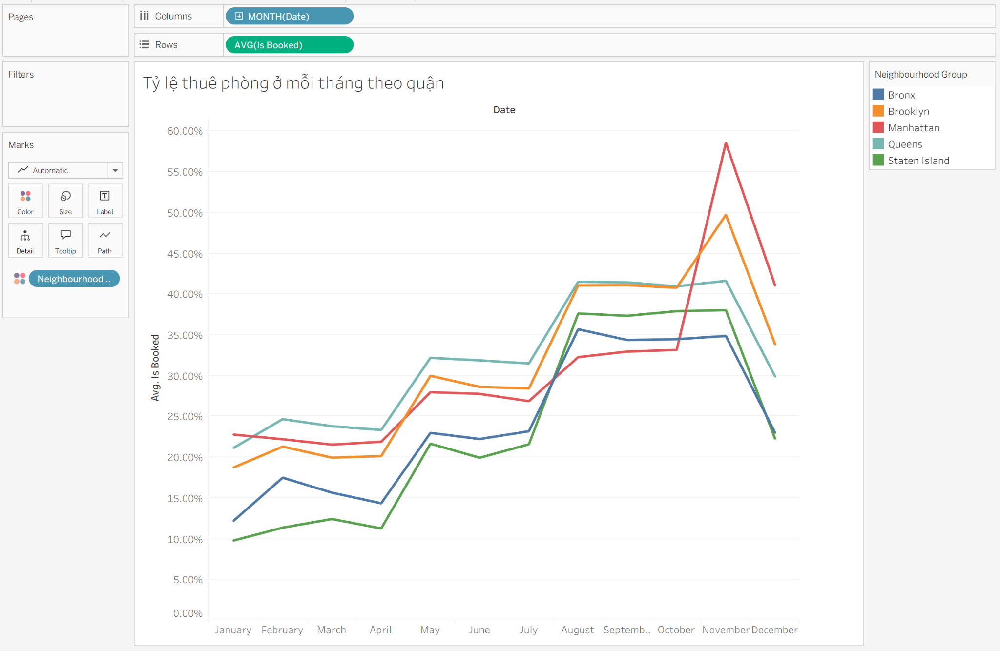 Pages
Columns
MONTH(Date)
Rows
AVG(Is Booked)
Filters
Marks
Automatic
Color
Size
Label
Detail
Tooltip
Path
Neighbourhood ..
Tỷ lệ thuê phòng ở mỗi tháng theo quận
Date
Avg. Is Booked
60.00%
55.00%
50.00%
45.00%
40.00%
35.00%
30.00%
25.00%
20.00%
15.00%
10.00%
5.00%
0.00%
January February March April May June July August Septemb.. October November December
Neighbourhood Group
Bronx
Brooklyn
Manhattan
Queens
Staten Island